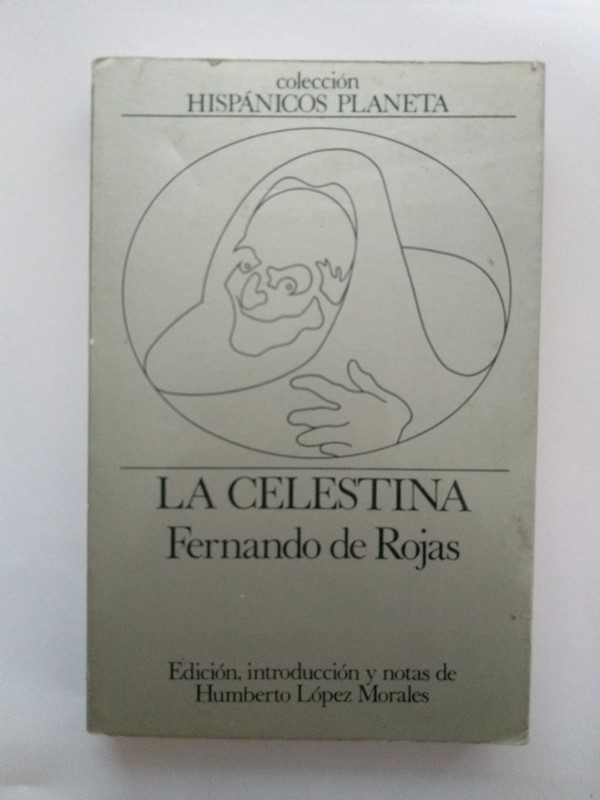 colección
HISPÁNICOS PLANETA
LA CELESTINA
Fernando de Rojas
Edición, introducción y notas de
Humberto López Morales